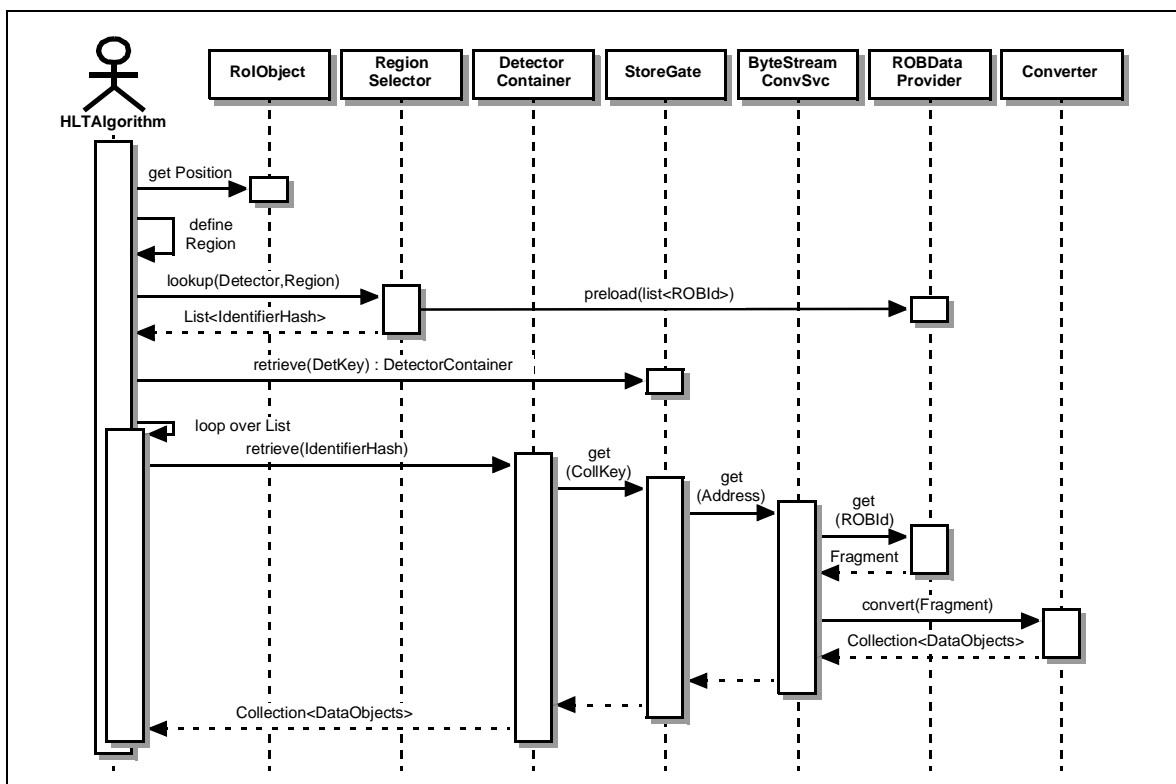 HLTAlgorithm
RoIObject
Region
Selector
Detector
Container
StoreGate
ByteStream
ConvSvc
ROBData
Provider
Converter
get Position
define
Region
lookup(Detector,Region)
preload(list<ROBId>)
List<IdentifierHash>
retrieve(DetKey) : DetectorContainer
loop over List
retrieve(IdentifierHash)
get
(CollKey)
get
(Address)
get
(ROBId)
Fragment
convert(Fragment)
Collection<DataObjects>
Collection<DataObjects>